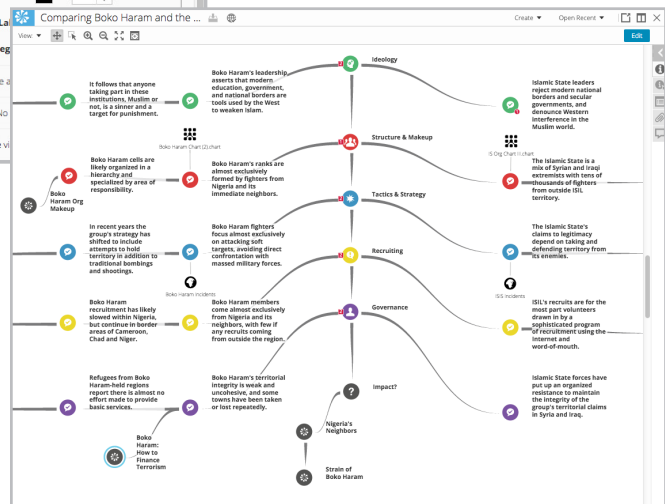 Comparing Boko Haram and the ...
Create
Open Recent
View:
Edit
Ideology
It follows that anyone
taking part in these
institutions, Muslim or
not, is a sinner and a
target for punishment.
Boko Haram's leadership
asserts that modern
education, government,
and national borders are
tools used by the West
to weaken Islam.
Islamic State leaders
reject modern
national borders
and secular
governments, and
denounce Western
interference in the
Muslim world.
Boko Haram Chart (2).chart
Structure & Makeup
IS Org Chart II.chart
Boko Haram cells are
likely organized in a
hierarchy and
specialized by area of
responsibility.
Boko Haram's ranks are
almost exclusively
formed by fighters from
Nigeria and its
immediate neighbors.
The Islamic State is a
mix of Syrian and Iraqi
extremists with tens of
thousands of fighters
from outside ISIL
territory.
Boko
Haram Org
Makeup
Tactics & Strategy
In recent years the
group's strategy has
shifted to include
attempts to hold
territory in addition to
traditional bombings
and shootings.
Boko Haram fighters
focus almost exclusively
on attacking soft
targets, avoiding direct
confrontation with
massed military forces.
The Islamic State's
claims to legitimacy
depend on taking and
defending territory from
its enemies.
Recruiting
Boko Haram Incidents
ISIS Incidents
Boko Haram
recruitment has likely
slowed within Nigeria,
but continue in border
areas of Cameroon,
Chad and Niger.
Boko Haram members
come almost exclusively
from Nigeria and its
neighbors, with few if
any recruits coming
from outside the region.
ISIL's recruits are for the
most part volunteers
drawn in by a
sophisticated program
of recruitment using the
Internet and
word-of-mouth.
Governance
Refugees from Boko
Haram-held regions
report there is almost no
effort made to provide
basic services.
Boko Haram's territorial
integrity is weak and
uncohesive, and some
towns have been taken
or lost repeatedly.
Impact?
Islamic State forces have
put up an organized
resistance to maintain
the integrity of the
group's territorial claims
in Syria and Iraq.
Nigeria's
Neighbors
Boko
Haram:
How to
Finance
Terrorism
Strain of
Boko Haram